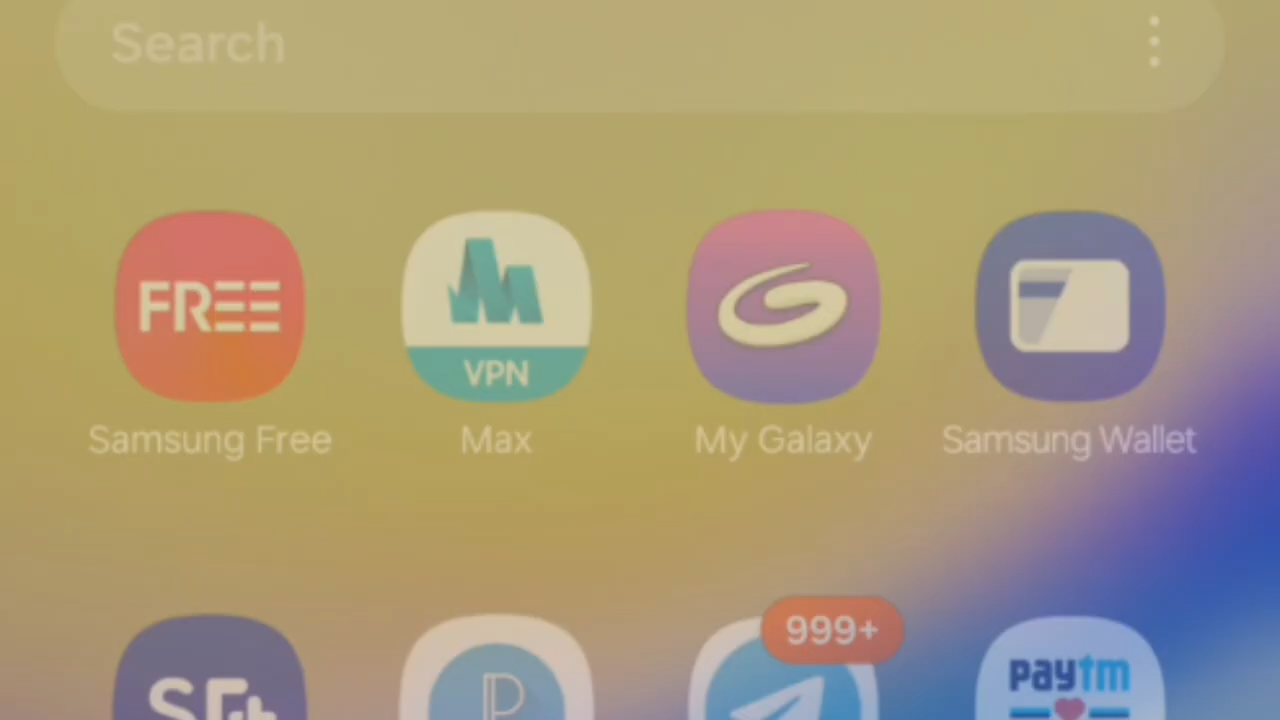 Search
FREE
VPN
Samsung Free
Max
My Galaxy
Samsung Wallet
999+
paytm